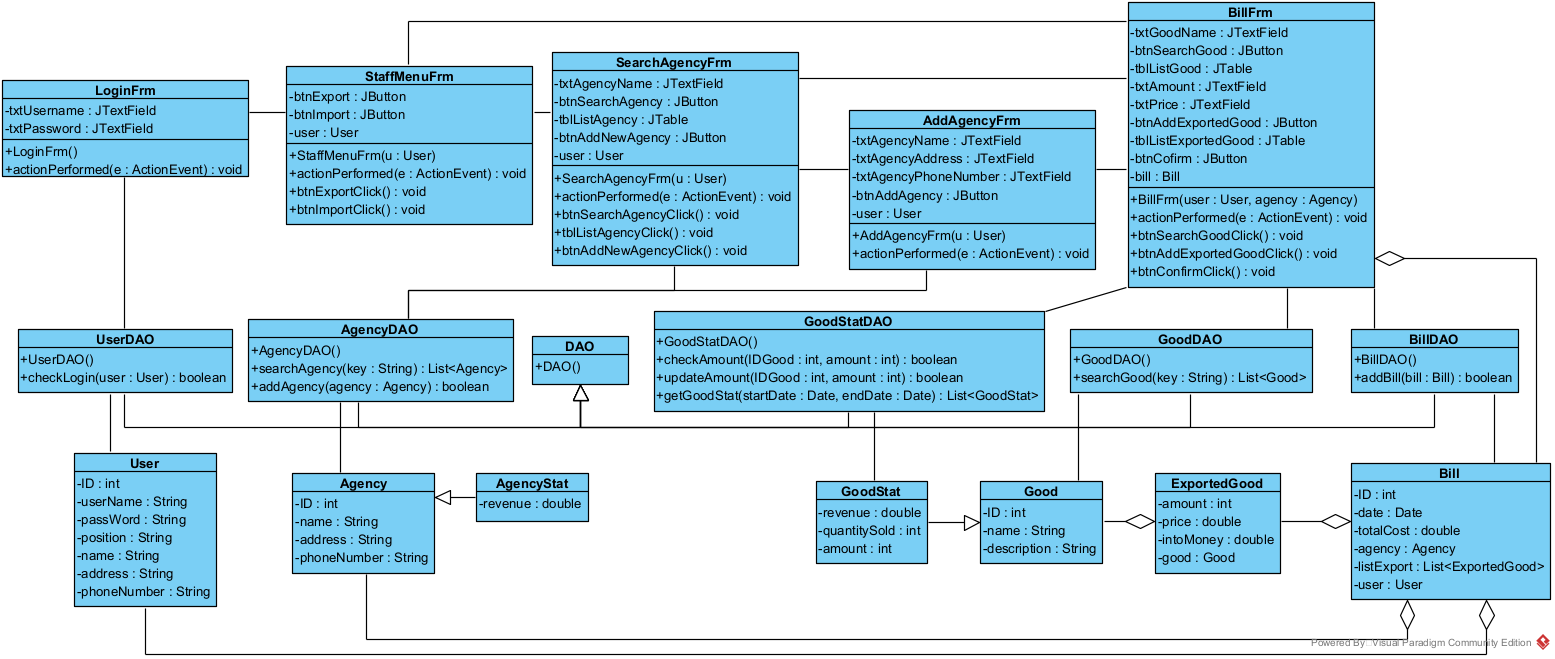 BillFrm
-txtGoodName : JTextField
-btnSearchGood : JButton
-tblListGood : JTable
-txtAmount : JTextField
-txtPrice : JTextField
-btnAddExportedGood : JButton
-tblListExportedGood : JTable
-btnCofirm : JButton
-bill : Bill
+BillFrm(user : User, agency : Agency)
+actionPerformed(e : ActionEvent) : void
+btnSearchGoodClick() : void
+btnAddExportedGoodClick() : void
+btnConfirmClick() : void
SearchAgencyFrm
-txtAgencyName : JTextField
-btnSearchAgency : JButton
-tblListAgency : JTable
-btnAddNewAgency : JButton
-user : User
+SearchAgencyFrm(u : User)
+actionPerformed(e : ActionEvent) : void
+btnSearchAgencyClick() : void
+tblListAgencyClick() : void
+btnAddNewAgencyClick() : void
StaffMenuFrm
-btnExport : JButton
-btnImport : JButton
-user : User
+StaffMenuFrm(u : User)
+actionPerformed(e : ActionEvent) : void
+btnExportClick() : void
+btnImportClick() : void
LoginFrm
-txtUsername : JTextField
-txtPassword : JTextField
+LoginFrm()
+actionPerformed(e : ActionEvent) : void
AddAgencyFrm
-txtAgencyName : JTextField
-txtAgencyAddress : JTextField
-txtAgencyPhoneNumber : JTextField
-btnAddAgency : JButton
-user : User
+AddAgencyFrm(u : User)
+actionPerformed(e : ActionEvent) : void
UserDAO
+UserDAO()
+checkLogin(user : User) : boolean
AgencyDAO
+AgencyDAO()
+searchAgency(key : String) : List<Agency>
+addAgency(agency : Agency) : boolean
DAO
+DAO()
GoodStatDAO
+GoodStatDAO()
+checkAmount(IDGood : int, amount : int) : boolean
+updateAmount(IDGood : int, amount : int) : boolean
+getGoodStat(startDate : Date, endDate : Date) : List<GoodStat>
GoodDAO
+GoodDAO()
+searchGood(key : String) : List<Good>
BillDAO
+BillDAO()
+addBill(bill : Bill) : boolean
User
-ID : int
-userName : String
-passWord : String
-position : String
-name : String
-address : String
-phoneNumber : String
Agency
-ID : int
-name : String
-address : String
-phoneNumber : String
AgencyStat
-revenue : double
GoodStat
-revenue : double
-quantitySold : int
-amount : int
Good
-ID : int
-name : String
-description : String
ExportedGood
-amount : int
-price : double
-intoMoney : double
-good : Good
Bill
-ID : int
-date : Date
-totalCost : double
-agency : Agency
-listExport : List<ExportedGood>
-user : User
Powered By Visual Paradigm Community Edition